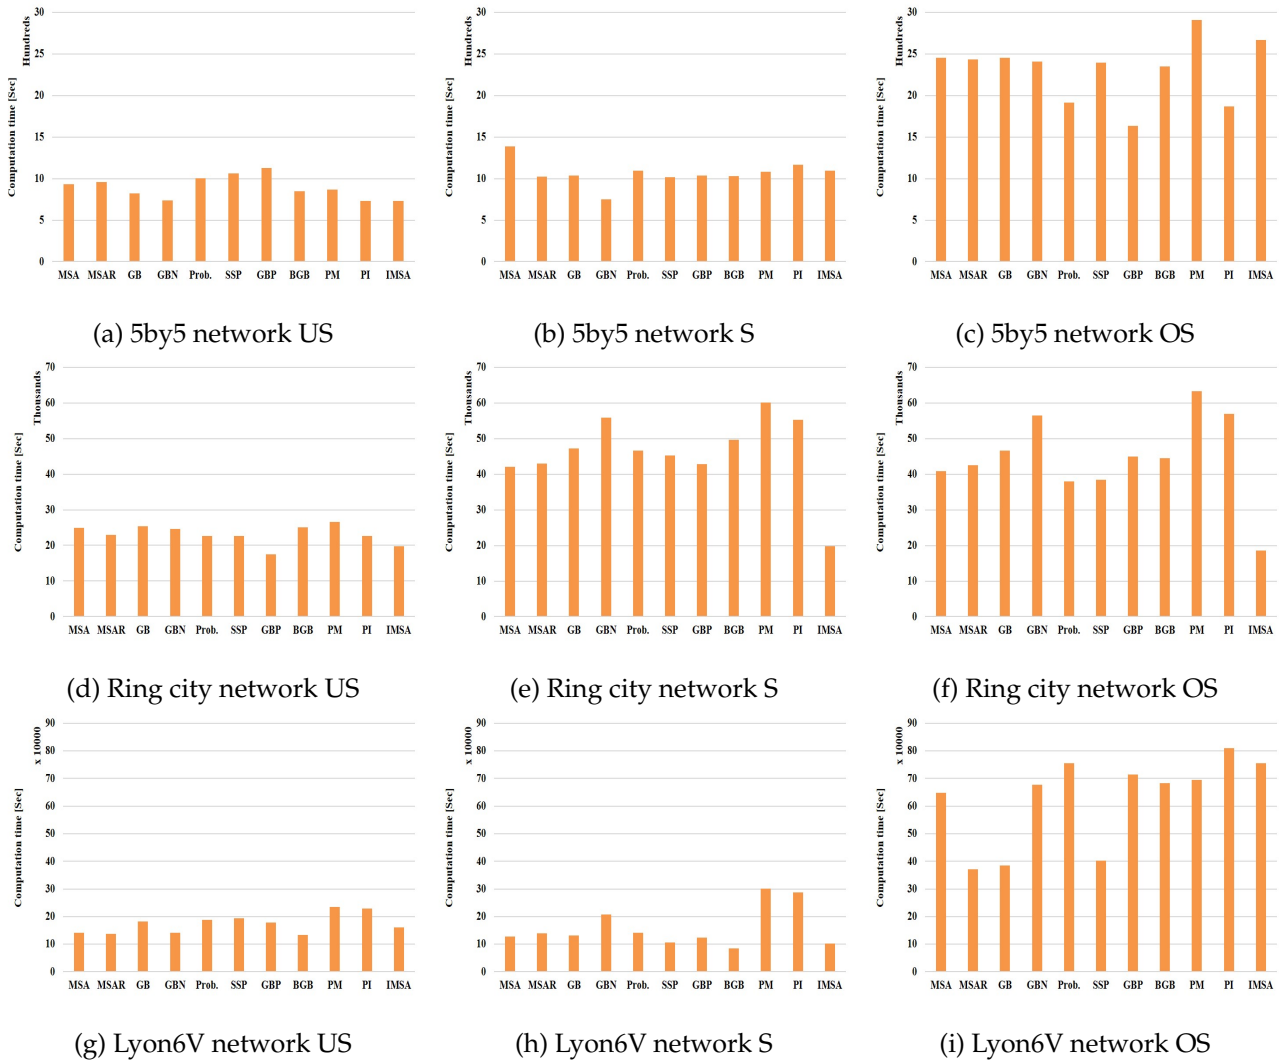 Hundreds
Computation time [Sec]
30
25
20
15
10
5
0
MSA MSAR GB GBN Prob. SSP GBP BGB PM PI IMSA
(a) 5by5 network US
Hundreds
Computation time [Sec]
30
25
20
15
10
5
0
MSA MSAR GB GBN Prob. SSP GBP BGB PM PI IMSA
(b) 5by5 network S
Hundreds
Computation time [Sec]
30
25
20
15
10
5
0
MSA MSAR GB GBN Prob. SSP GBP BGB PM PI IMSA
(c) 5by5 network OS
Thousands
Computation time [Sec]
70
60
50
40
30
20
10
0
MSA MSAR GB GBN Prob. SSP GBP BGB PM PI IMSA
(d) Ring city network US
Thousands
Computation time [Sec]
70
60
50
40
30
20
10
0
MSA MSAR GB GBN Prob. SSP GBP BGB PM PI IMSA
(e) Ring city network S
Thousands
Computation time [Sec]
70
60
50
40
30
20
10
0
MSA MSAR GB GBN Prob. SSP GBP BGB PM PI IMSA
(f) Ring city network OS
x 10000
Computation time [Sec]
90
80
70
60
50
40
30
20
10
0
MSA MSAR GB GBN Prob. SSP GBP BGB PM PI IMSA
(g) Lyon6V network US
x 10000
Computation time [Sec]
90
80
70
60
50
40
30
20
10
0
MSA MSAR GB GBN Prob. SSP GBP BGB PM PI IMSA
(h) Lyon6V network S
x 10000
Computation time [Sec]
90
80
70
60
50
40
30
20
10
0
MSA MSAR GB GBN Prob. SSP GBP BGB PM PI IMSA
(i) Lyon6V network OS